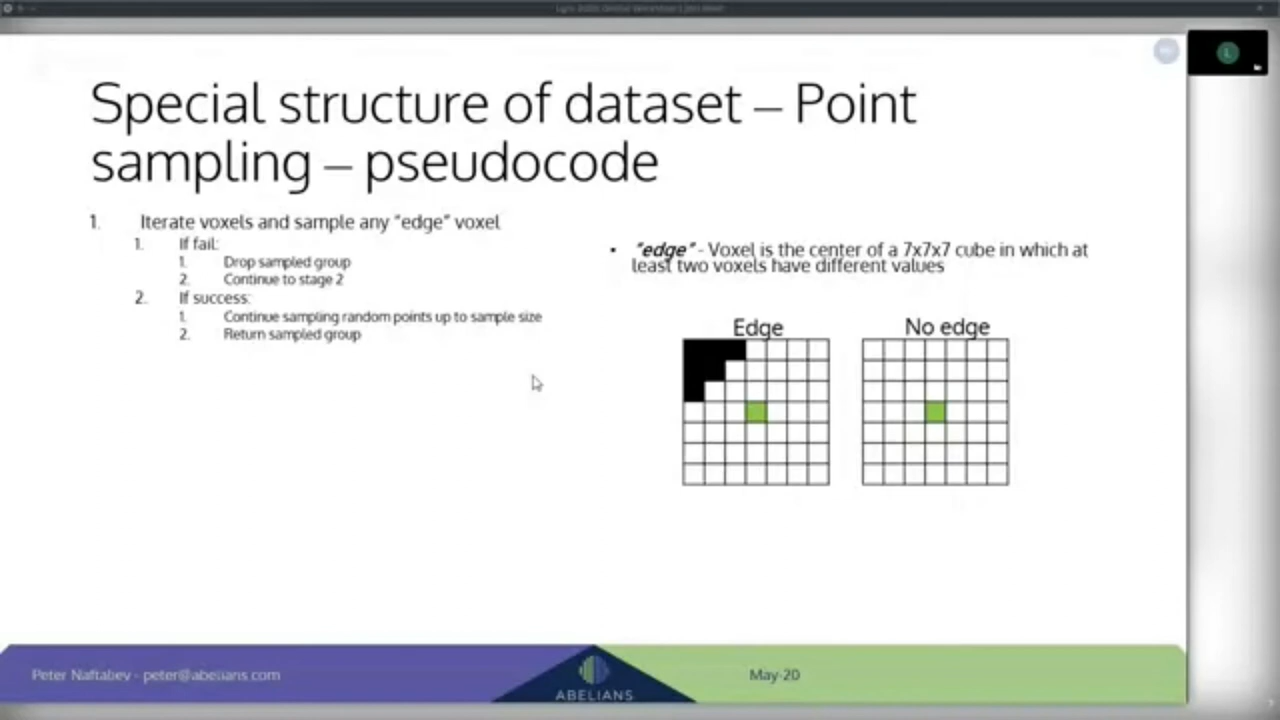 Special structure of dataset – Point
sampling – pseudocode
1. Iterate voxels and sample any “edge” voxel
1. If fail:
1. Drop sampled group
2. Continue to stage 2
2. If success:
1. Continue sampling random points up to sample size
2. Return sampled group
▪ “edge” - Voxel is the center of a 7x7x7 cube in which at
least two voxels have different values
Edge
No edge
L
Peter Naftaliev - peter@abelians.com
ABELIANS
May-20